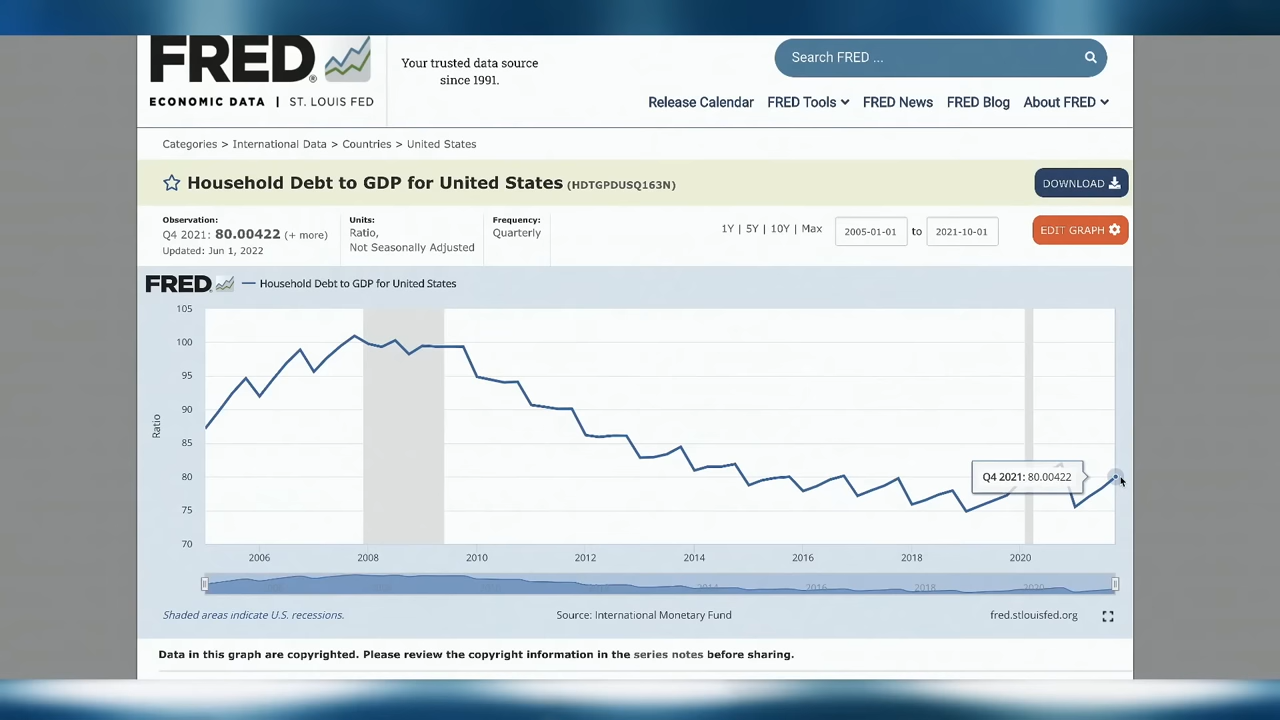 FRED®
ECONOMIC DATA | ST. LOUIS FED
Your trusted data source
since 1991.
Search FRED ...
Release Calendar FRED Tools FRED News FRED Blog About FRED
Categories > International Data > Countries > United States
Household Debt to GDP for United States (HDTGPDUSQ163N)
DOWNLOAD
Observation:
Q4 2021: 80.00422 (+ more)
Updated: Jun 1, 2022
Units:
Ratio,
Not Seasonally Adjusted
Frequency:
Quarterly
1Y | 5Y | 10Y | Max
2005-01-01 to 2021-10-01
EDIT GRAPH
FRED Household Debt to GDP for United States
105
100
95
90
85
80
75
70
Ratio
Q4 2021: 80.00422
2006 2008 2010 2012 2014 2016 2018 2020
2014 2016 2018 2020
Shaded areas indicate U.S. recessions. Source: International Monetary Fund fred.stlouisfed.org
Data in this graph are copyrighted. Please review the copyright information in the series notes before sharing.